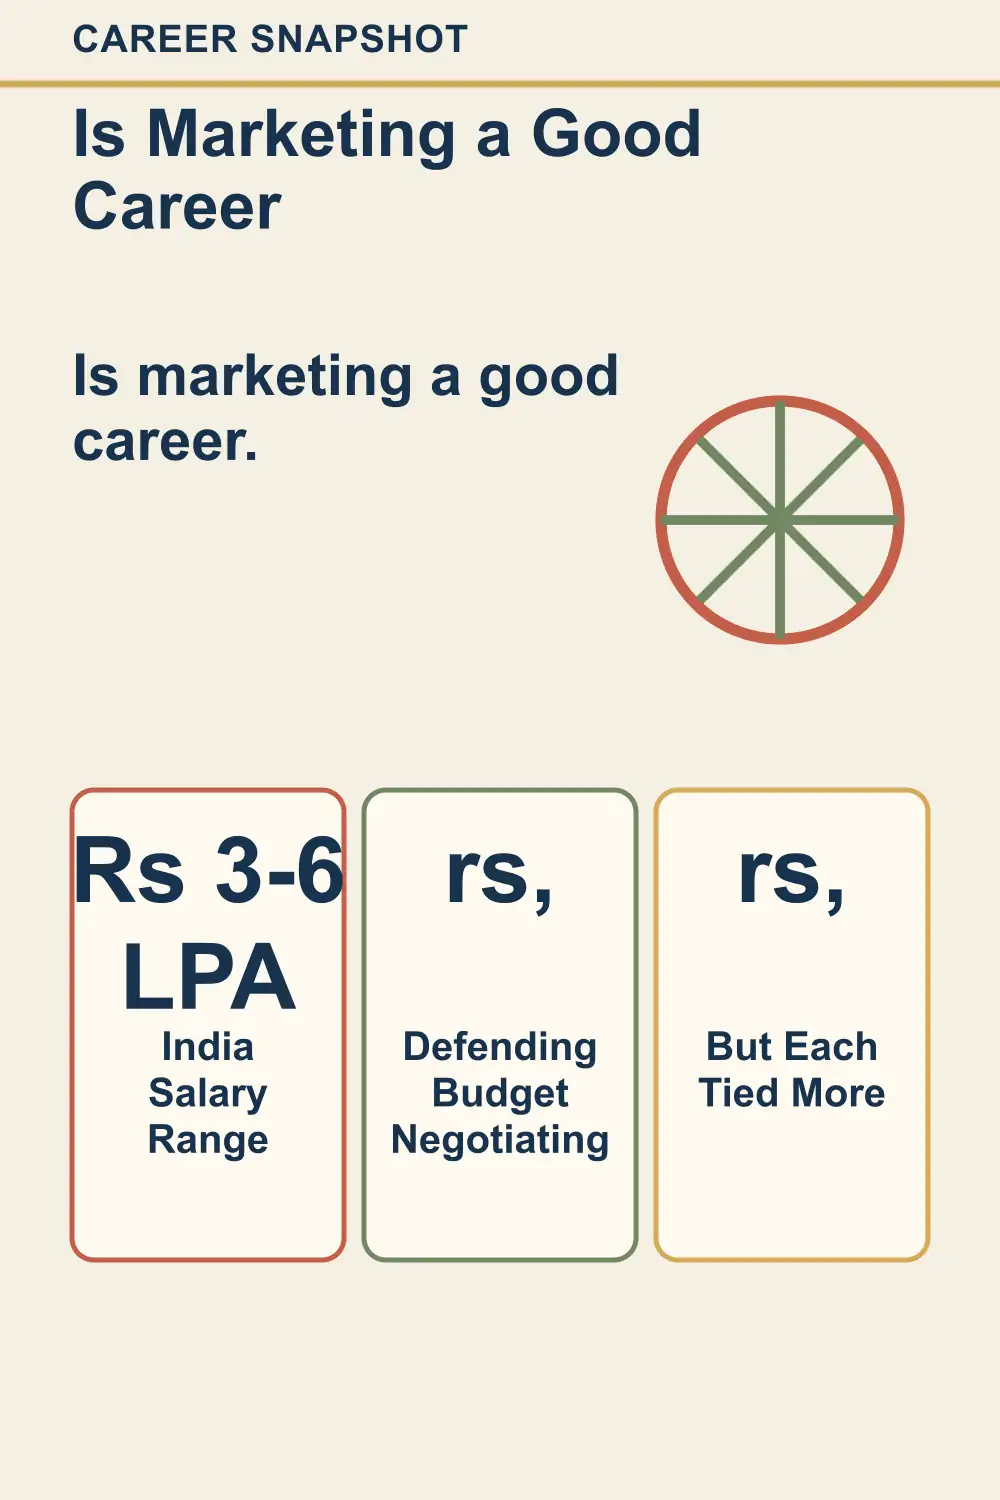 CAREER SNAPSHOT
Is Marketing a Good
Career
Is marketing a good
career.
Rs 3-6
LPA
India
Salary
Range
rs,
Defending
Budget
Negotiating
rs,
But Each
Tied More